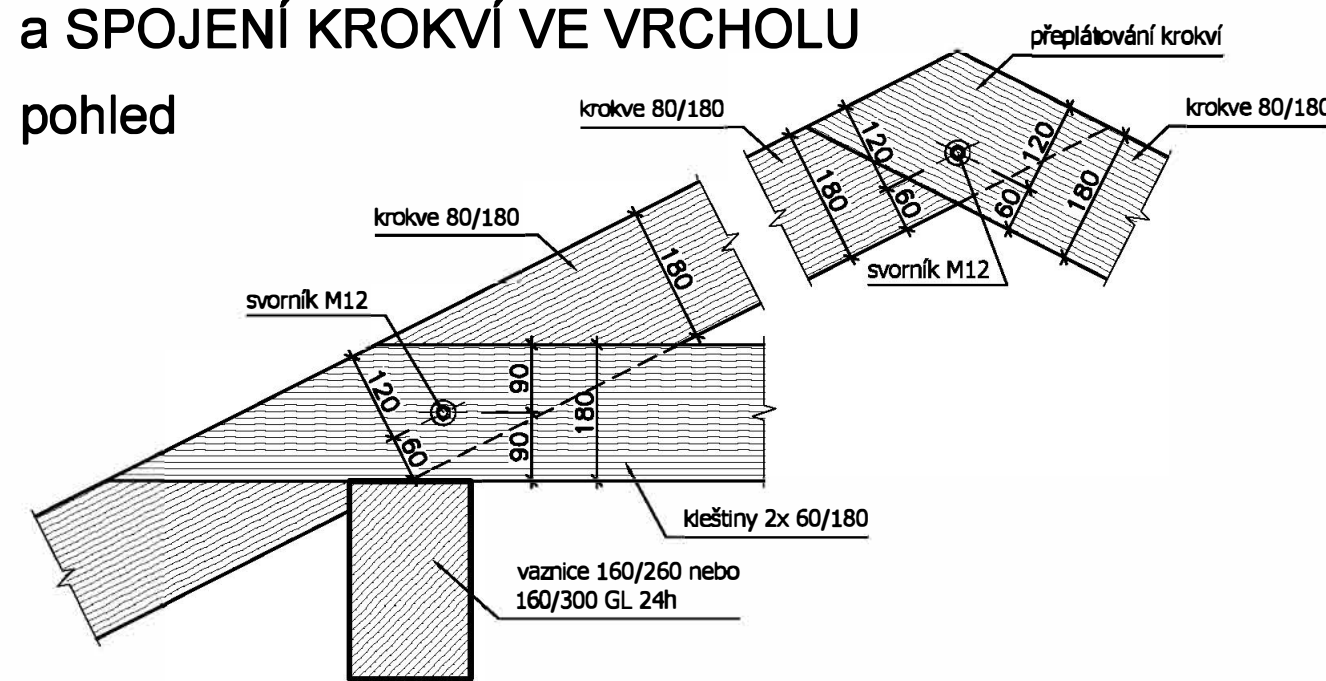 a SPOJENÍ KROKVÍ VE VRCHOLU
pohled
přeplátování krokví
krokve 80/180
krokve 80/180
120
180
60
120
180
60
svorník M12
krokve 80/180
180
svorník M12
120
60
90
90
180
kleštiny 2x 60/180
vaznice 160/260 nebo
160/300 GL 24h